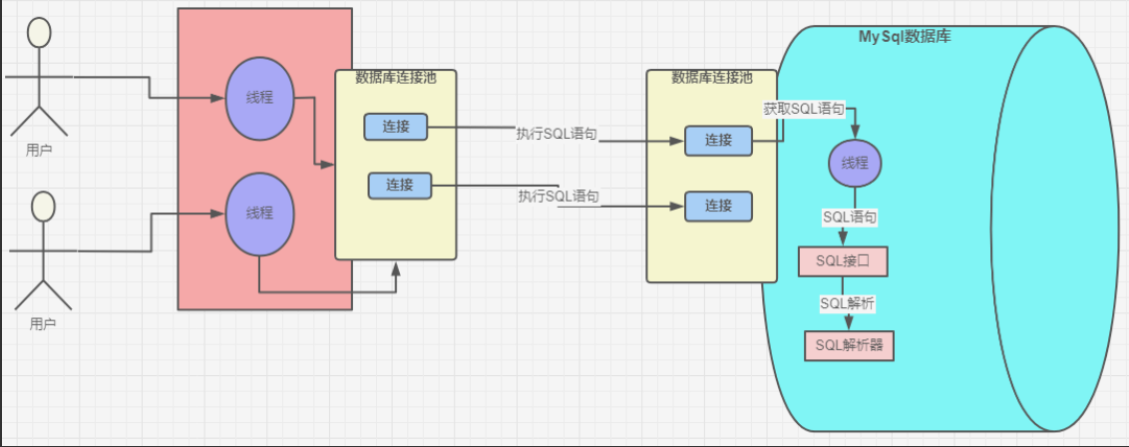 用户
用户
线程
线程
数据库连接池
连接
连接
执行SQL语句
执行SQL语句
数据库连接池
连接
连接
MySql数据库
获取SQL语句
线程
SQL语句
SQL接口
SQL解析
SQL解析器